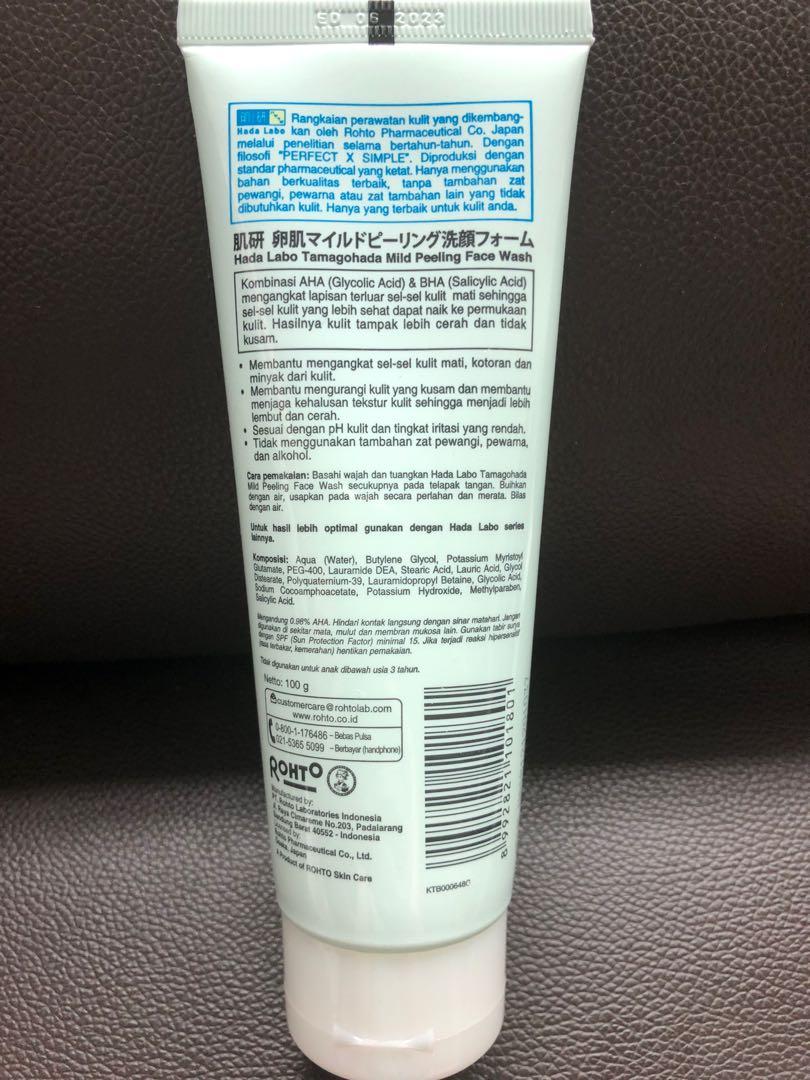 06 2023
肌研
Hada Labo
Rangkaian perawatan kulit yang dikembang-
kan oleh Rohto Pharmaceutical Co. Japan
melalui penelitian selama bertahun-tahun. Dengan
filosofi "PERFECT X SIMPLE". Diproduksi dengan
standar pharmaceutical yang ketat. Hanya menggunakan
bahan berkualitas terbaik, tanpa tambahan zat
pewangi, pewarna atau zat tambahan lain yang tidak
dibutuhkan kulit. Hanya yang terbaik untuk kulit anda.
肌研 卵肌マイルドピーリング洗顔フォーム
Hada Labo Tamagohada Mild Peeling Face Wash
Kombinasi AHA (Glycolic Acid) & BHA (Salicylic Acid)
mengangkat lapisan terluar sel-sel kulit mati sehingga
sel-sel kulit yang lebih sehat dapat naik ke permukaan
kulit. Hasilnya kulit tampak lebih cerah dan tidak
kusam.
• Membantu mengangkat sel-sel kulit mati, kotoran dan
minyak dari kulit.
• Membantu mengurangi kulit yang kusam dan membantu
menjaga kehalusan tekstur kulit sehingga menjadi lebih
lembut dan cerah.
• Sesuai dengan pH kulit dan tingkat iritasi yang rendah.
• Tidak menggunakan tambahan zat pewangi, pewarna,
dan alkohol.
Cara pemakaian: Basahi wajah dan tuangkan Hada Labo Tamagohada
Mild Peeling Face Wash secukupnya pada telapak tangan. Buihkan
dengan air, usapkan pada wajah secara perlahan dan merata. Bilas
dengan air.
Untuk hasil lebih optimal gunakan dengan Hada Labo series
lainnya.
Komposisi: Aqua (Water), Butylene Glycol, Potassium Myristoyl
Glutamate, PEG-400, Lauramide DEA, Stearic Acid, Lauric Acid, Glycol
Distearate, Polyquaternium-39, Lauramidopropyl Betaine, Glycolic Acid,
Sodium Cocoamphoacetate, Potassium Hydroxide, Methylparaben,
Salicylic Acid.
Mengandung 0.98% AHA. Hindari kontak langsung dengan sinar matahari. Jangan
digunakan di sekitar mata, mulut dan membran mukosa lain. Gunakan tabir surya
dengan SPF (Sun Protection Factor) minimal 15. Jika terjadi reaksi hipersensitif
(rasa terbakar, kemerahan) hentikan pemakaian.
Tidak digunakan untuk anak dibawah usia 3 tahun.
Netto: 100 g
customercare@rohtolab.com
www.rohto.co.id
0-800-1-176486 - Bebas Pulsa
021-5365 5099 - Berbayar (handphone)
ROHTO
Manufactured by:
PT. Rohto Laboratories Indonesia
Jl. Raya Cimareme No.203, Padalarang
Bandung Barat 40552 - Indonesia
Licensed by:
Rohto Pharmaceutical Co., Ltd.
Osaka, Japan
A Product of ROHTO Skin Care
8992821101801
KTB000648C